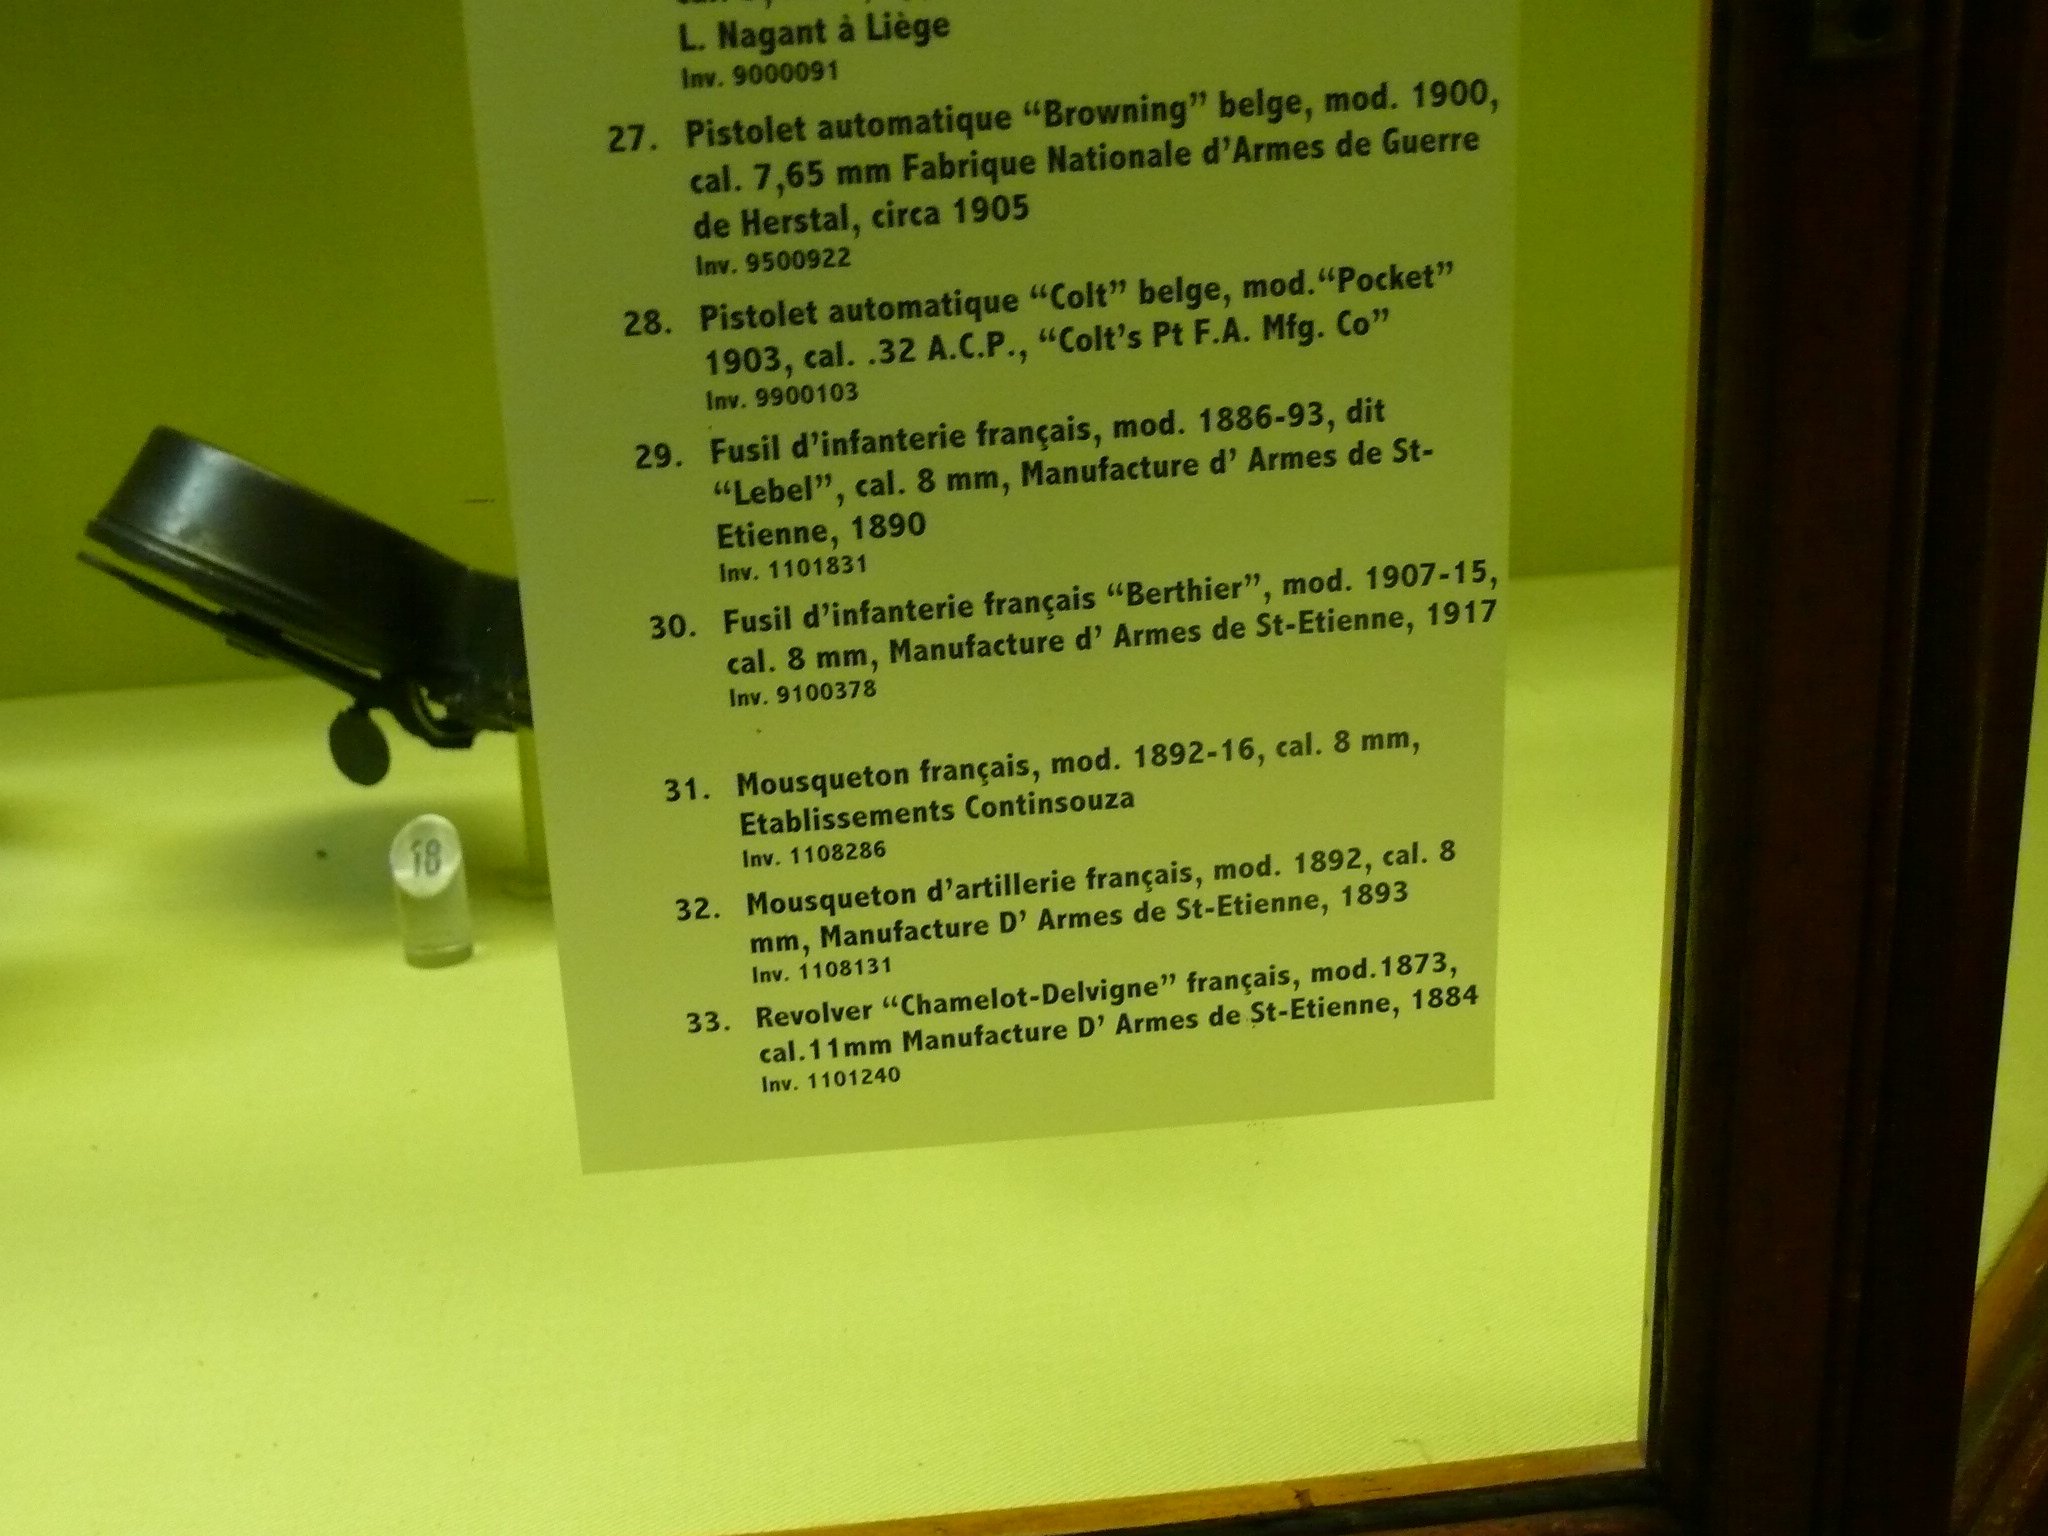 L. Nagant à Liège
Inv. 9000091
27. Pistolet automatique “Browning” belge, mod. 1900,
cal. 7,65 mm Fabrique Nationale d’Armes de Guerre
de Herstal, circa 1905
Inv. 9500922
28. Pistolet automatique “Colt” belge, mod.“Pocket”
1903, cal. .32 A.C.P., “Colt’s Pt F.A. Mfg. Co”
Inv. 9900103
29. Fusil d’infanterie français, mod. 1886-93, dit
“Lebel”, cal. 8 mm, Manufacture d’ Armes de St-
Etienne, 1890
Inv. 1101831
30. Fusil d’infanterie français “Berthier”, mod. 1907-15,
cal. 8 mm, Manufacture d’ Armes de St-Etienne, 1917
Inv. 9100378
31. Mousqueton français, mod. 1892-16, cal. 8 mm,
Etablissements Continsouza
Inv. 1108286
32. Mousqueton d’artillerie français, mod. 1892, cal. 8
mm, Manufacture D’ Armes de St-Etienne, 1893
Inv. 1108131
33. Revolver “Chamelot-Delvigne” français, mod.1873,
cal.11mm Manufacture D’ Armes de St-Etienne, 1884
Inv. 1101240
18